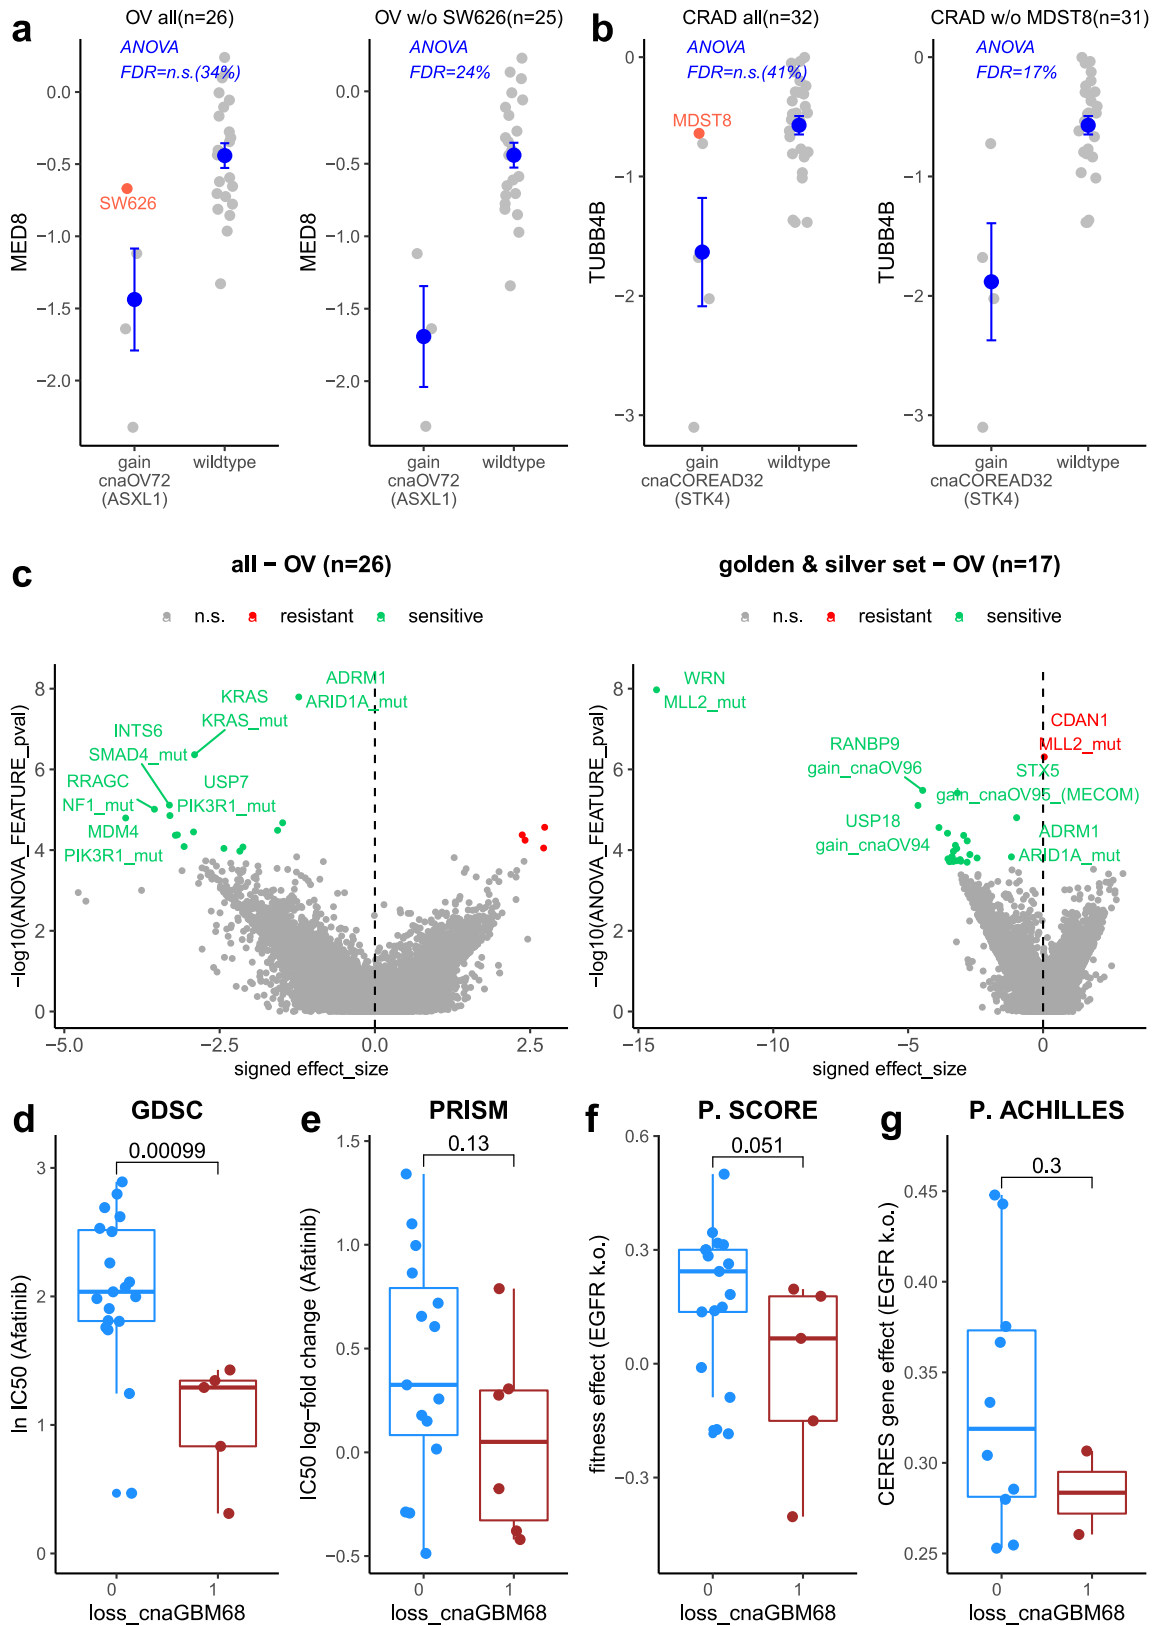 a
OV all(n=26)
ANOVA
FDR=n.s.(34%)
MED8
0.0
−0.5
−1.0
−1.5
−2.0
SW626
gain
cnaOV72
(ASXL1)
wildtype
OV w/o SW626(n=25)
ANOVA
FDR=24%
MED8
0.0
−0.5
−1.0
−1.5
−2.0
gain
cnaOV72
(ASXL1)
wildtype
b
CRAD all(n=32)
ANOVA
FDR=n.s.(41%)
TUBB4B
−0
−1
−2
−3
MDST8
gain
cnaCOREAD32
(STK4)
wildtype
CRAD w/o MDST8(n=31)
ANOVA
FDR=17%
TUBB4B
−0
−1
−2
−3
gain
cnaCOREAD32
(STK4)
wildtype
c
all − OV (n=26)
n.s.
resistant
sensitive
−log10(ANOVA_FEATURE_pval)
8
6
4
2
0
ADRM1
ARID1A_mut
KRAS
KRAS_mut
INTS6
SMAD4_mut
RRAGC
NF1_mut
USP7
PIK3R1_mut
MDM4
PIK3R1_mut
−5.0
−2.5
0.0
2.5
signed effect_size
golden & silver set − OV (n=17)
n.s.
resistant
sensitive
−log10(ANOVA_FEATURE_pval)
8
6
4
2
0
WRN
MLL2_mut
CDAN1
MLL2_mut
RANBP9
gain_cnaOV96
STX5
gain_cnaOV95_(MECOM)
USP18
gain_cnaOV94
ADRM1
ARID1A_mut
−15
−10
−5
0
signed effect_size
d
GDSC
0.00099
ln IC50 (Afatinib)
3
2
1
0
0
1
loss_cnaGBM68
e
PRISM
0.13
IC50 log−fold change (Afatinib)
1.5
1.0
0.5
0.0
−0.5
0
1
loss_cnaGBM68
f
P. SCORE
0.051
fitness effect (EGFR k.o.)
0.6
0.3
0.0
−0.3
0
1
loss_cnaGBM68
g
P. ACHILLES
0.3
CERES gene effect (EGFR k.o.)
0.45
0.40
0.35
0.30
0.25
0
1
loss_cnaGBM68